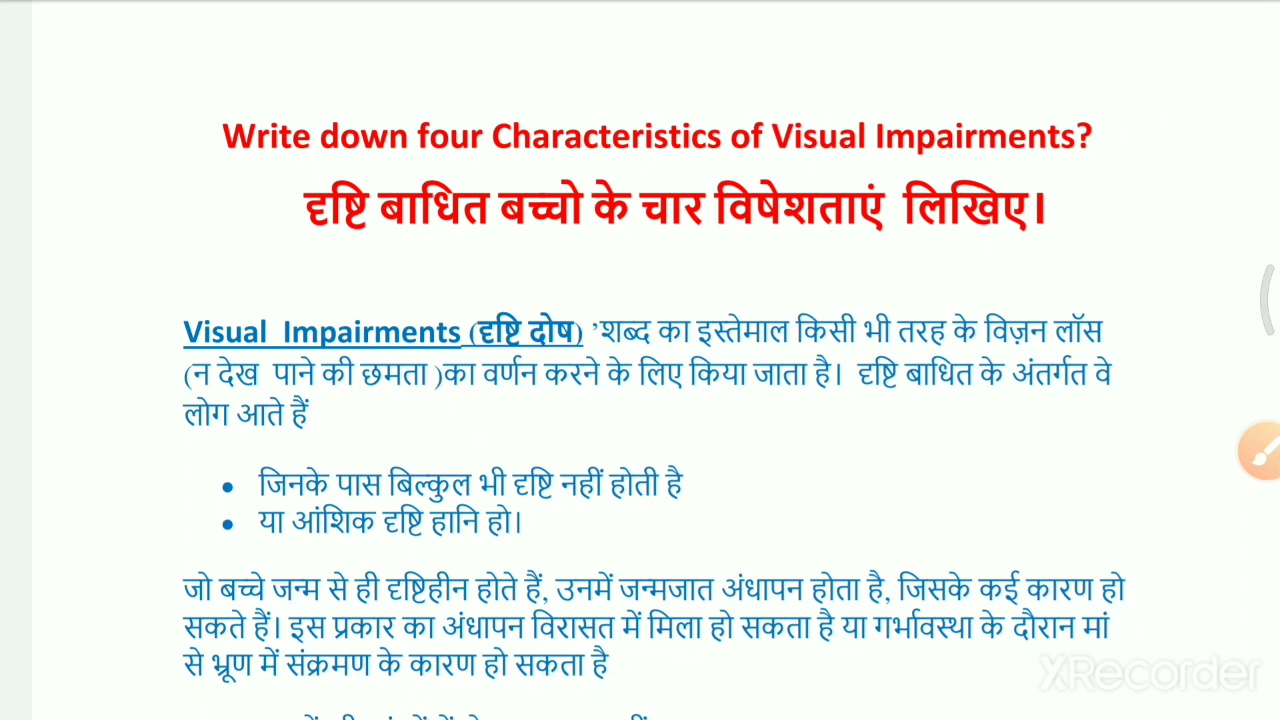 Write down four Characteristics of Visual Impairments?
दृष्टि बाधित बच्चो के चार विषेशताएं लिखिए।
Visual Impairments (दृष्टि दोष) ’शब्द का इस्तेमाल किसी भी तरह के विज़न लॉस
(न देख पाने की छमता )का वर्णन करने के लिए किया जाता है। दृष्टि बाधित के अंतर्गत वे
लोग आते हैं
• जिनके पास बिल्कुल भी दृष्टि नहीं होती है
• या आंशिक दृष्टि हानि हो।
जो बच्चे जन्म से ही दृष्टिहीन होते हैं, उनमें जन्मजात अंधापन होता है, जिसके कई कारण हो
सकते हैं। इस प्रकार का अंधापन विरासत में मिला हो सकता है या गर्भावस्था के दौरान मां
से भ्रूण में संक्रमण के कारण हो सकता है
XRecorder